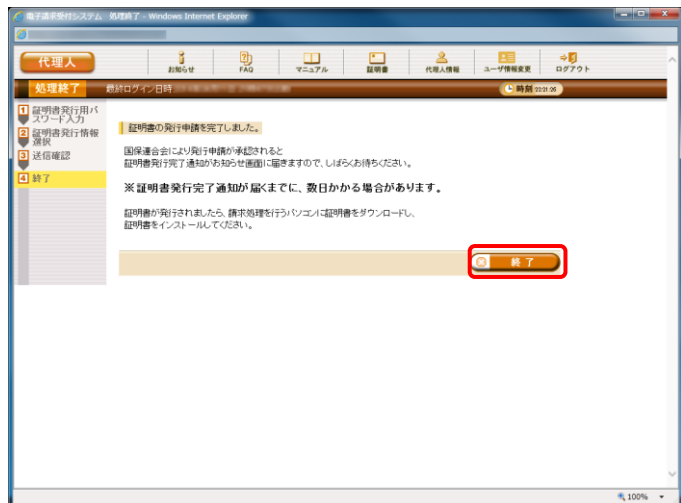 電子請求受付システム 処理終了 - Windows Internet Explorer
代理人
お知らせ FAQ マニュアル 証明書 代理人情報 ユーザ情報変更 ログアウト
処理終了 最終ログイン日時
時刻
1 証明書発行用パ
スワード入力
2 証明書発行情報
選択
3 送信確認
4 終了
証明書の発行申請を完了しました。
国保連合会により発行申請が承認されると
証明書発行完了通知がお知らせ画面に届きますので、しばらくお待ちください。
※証明書発行完了通知が届くまでに、数日かかる場合があります。
証明書が発行されましたら、請求処理を行うパソコンに証明書をダウンロードし、
証明書をインストールしてください。
終了
100%